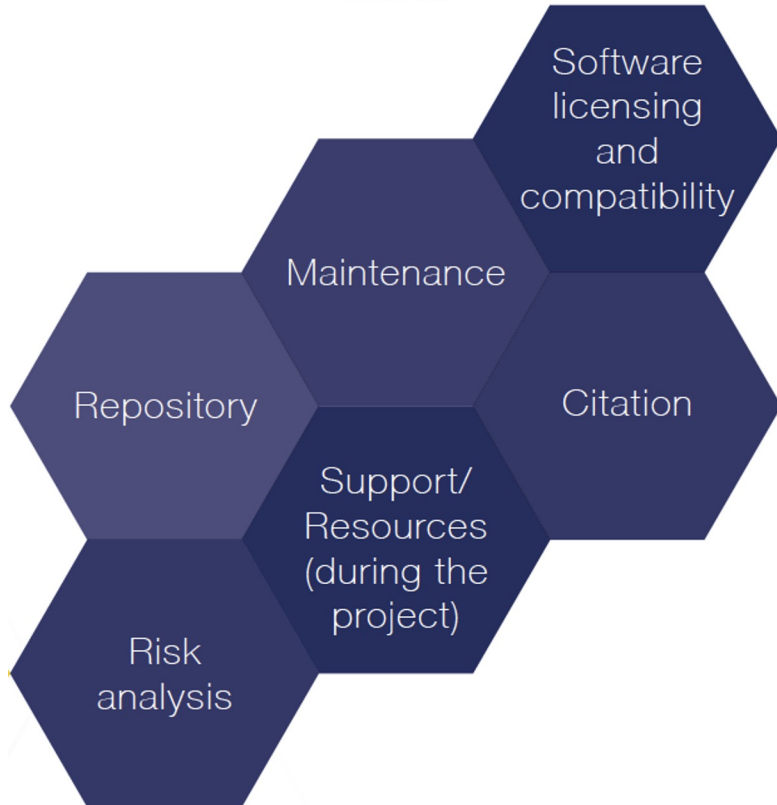 Software
licensing
and
compatibility
Maintenance
Repository
Citation
Support/
Resources
(during the
project)
Risk
analysis